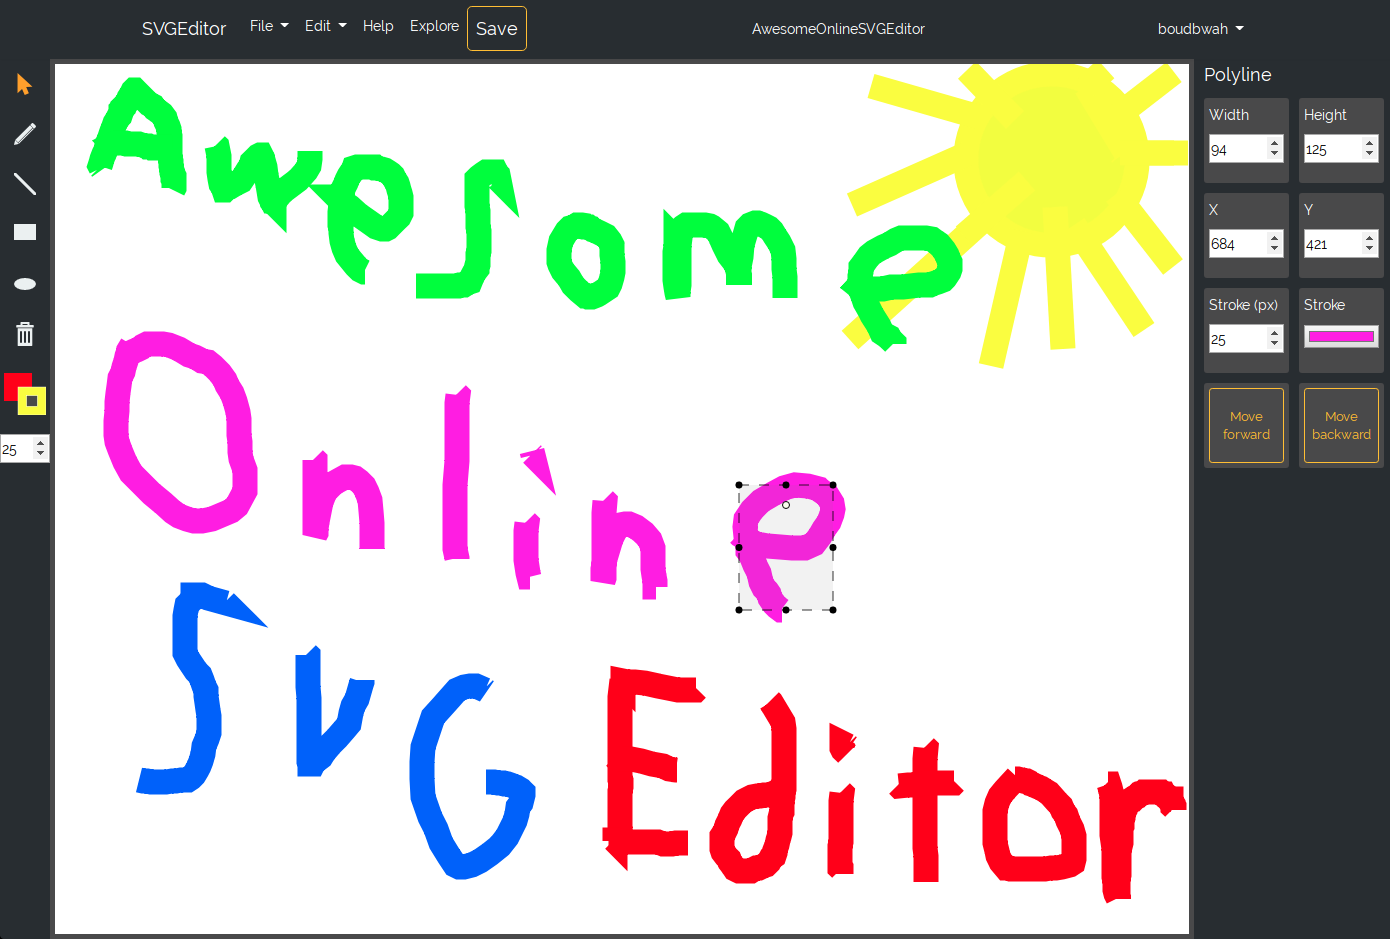 SVGEditor File Edit Help Explore Save AwesomeOnlineSVGEditor boudbwah
Polyline
Width Height
94 125
X Y
684 421
Stroke (px) Stroke
25
Move forward Move backward
25
Awesome
Online
SVG Editor